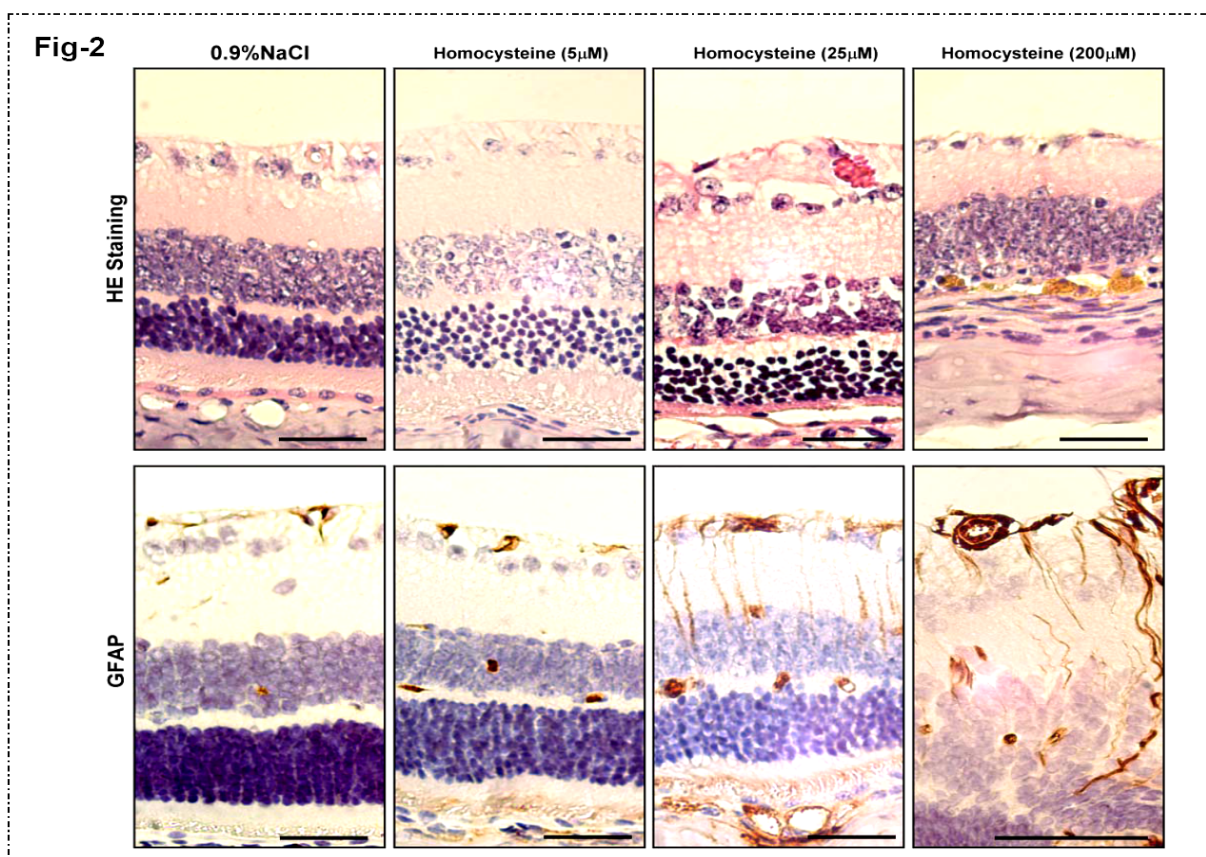 Fig-2
0.9%NaCl
Homocysteine (5μM)
Homocysteine (25μM)
Homocysteine (200μM)
HE Staining
GFAP